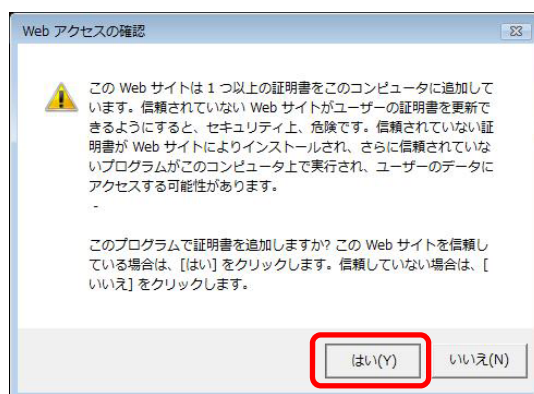 Web アクセスの確認
この Web サイトは 1 つ以上の証明書をこのコンピュータに追加して
います。信頼されていない Web サイトがユーザーの証明書を更新で
きるようにすると、セキュリティ上、危険です。信頼されていない証
明書が Web サイトによりインストールされ、さらに信頼されていな
いプログラムがこのコンピュータ上で実行され、ユーザーのデータに
アクセスする可能性があります。
-
このプログラムで証明書を追加しますか? この Web サイトを信頼し
ている場合は、[はい] をクリックします。信頼していない場合は、[
いいえ] をクリックします。
はい(Y) いいえ(N)